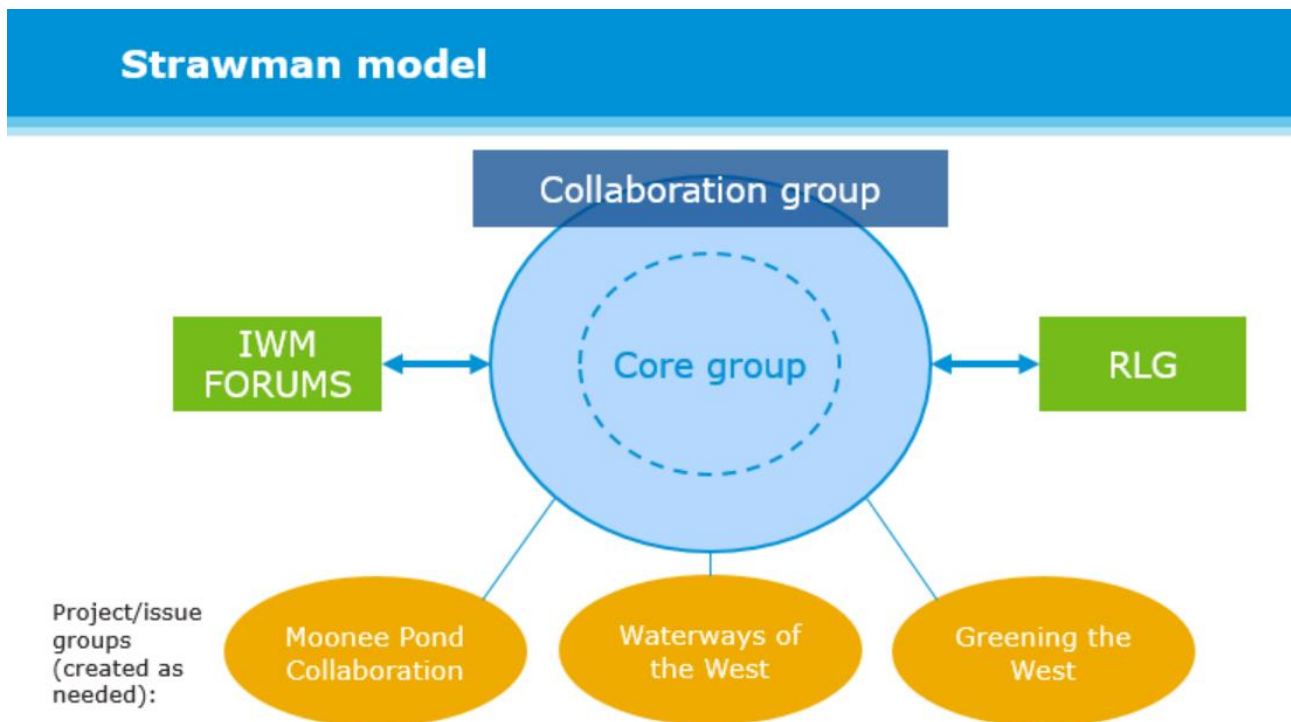 Strawman model
Collaboration group
IWM
FORUMS
Core group
RLG
Project/issue
groups
(created as
needed):
Moonee Pond
Collaboration
Waterways of
the West
Greening the
West